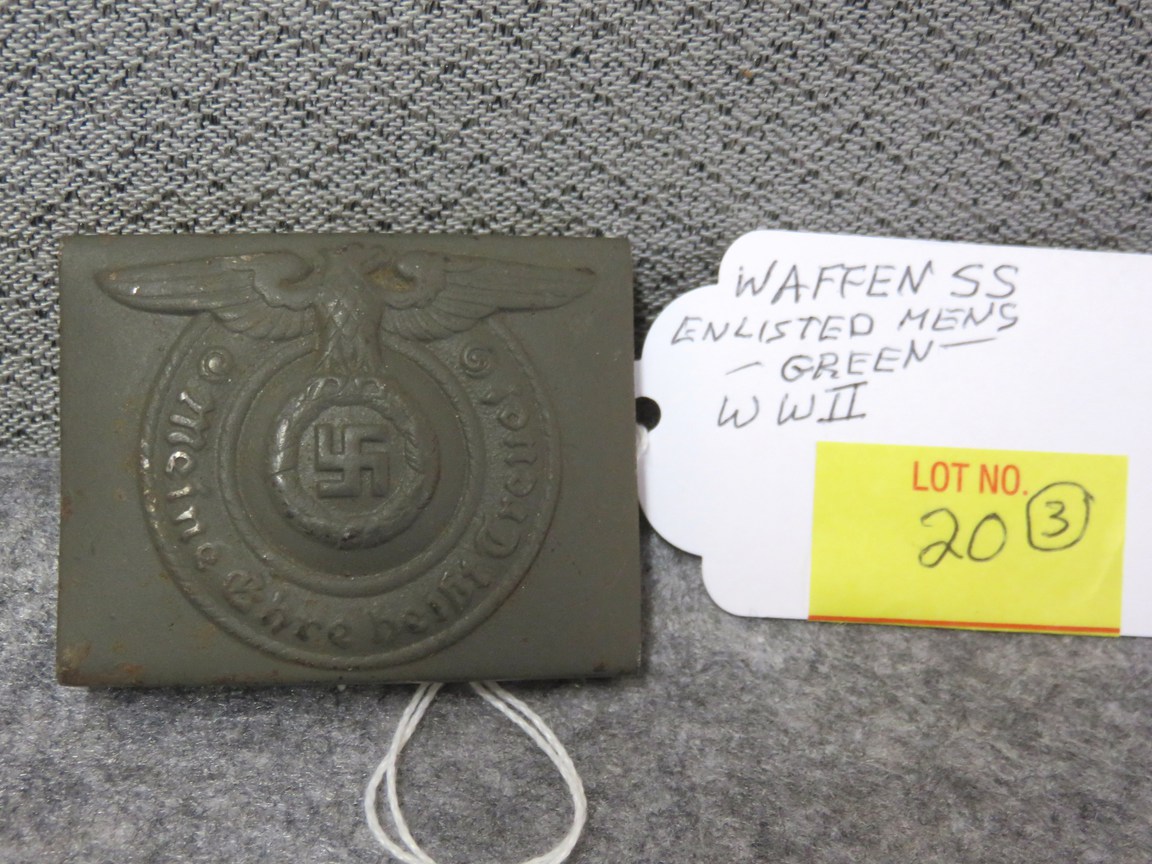 Meine Ehre heißt Treue
WAFFEN SS
ENLISTED MENS
- GREEN -
WWII
LOT NO.
20 3